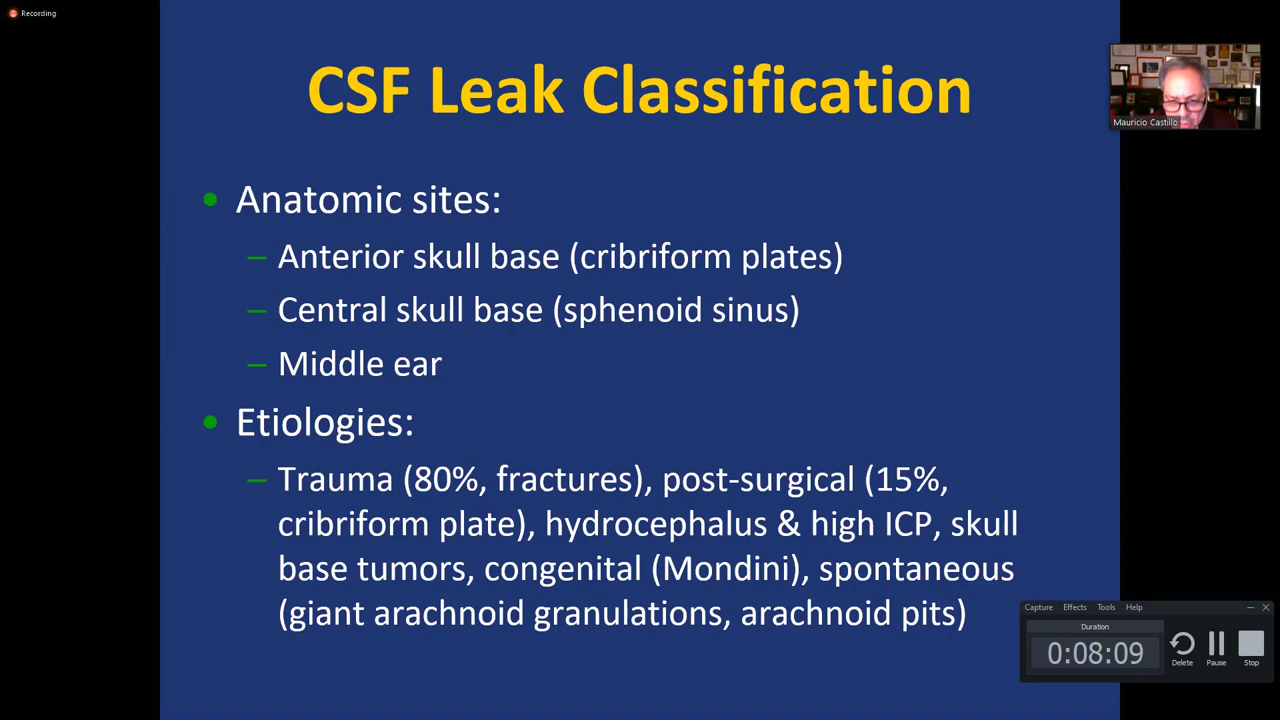 Recording
CSF Leak Classification
Mauricio Castillo
• Anatomic sites:
– Anterior skull base (cribriform plates)
– Central skull base (sphenoid sinus)
– Middle ear
• Etiologies:
– Trauma (80%, fractures), post-surgical (15%,
cribriform plate), hydrocephalus & high ICP, skull
base tumors, congenital (Mondini), spontaneous
(giant arachnoid granulations, arachnoid pits)
Capture Effects Tools Help
Duration
0:08:09
Delete Pause Stop